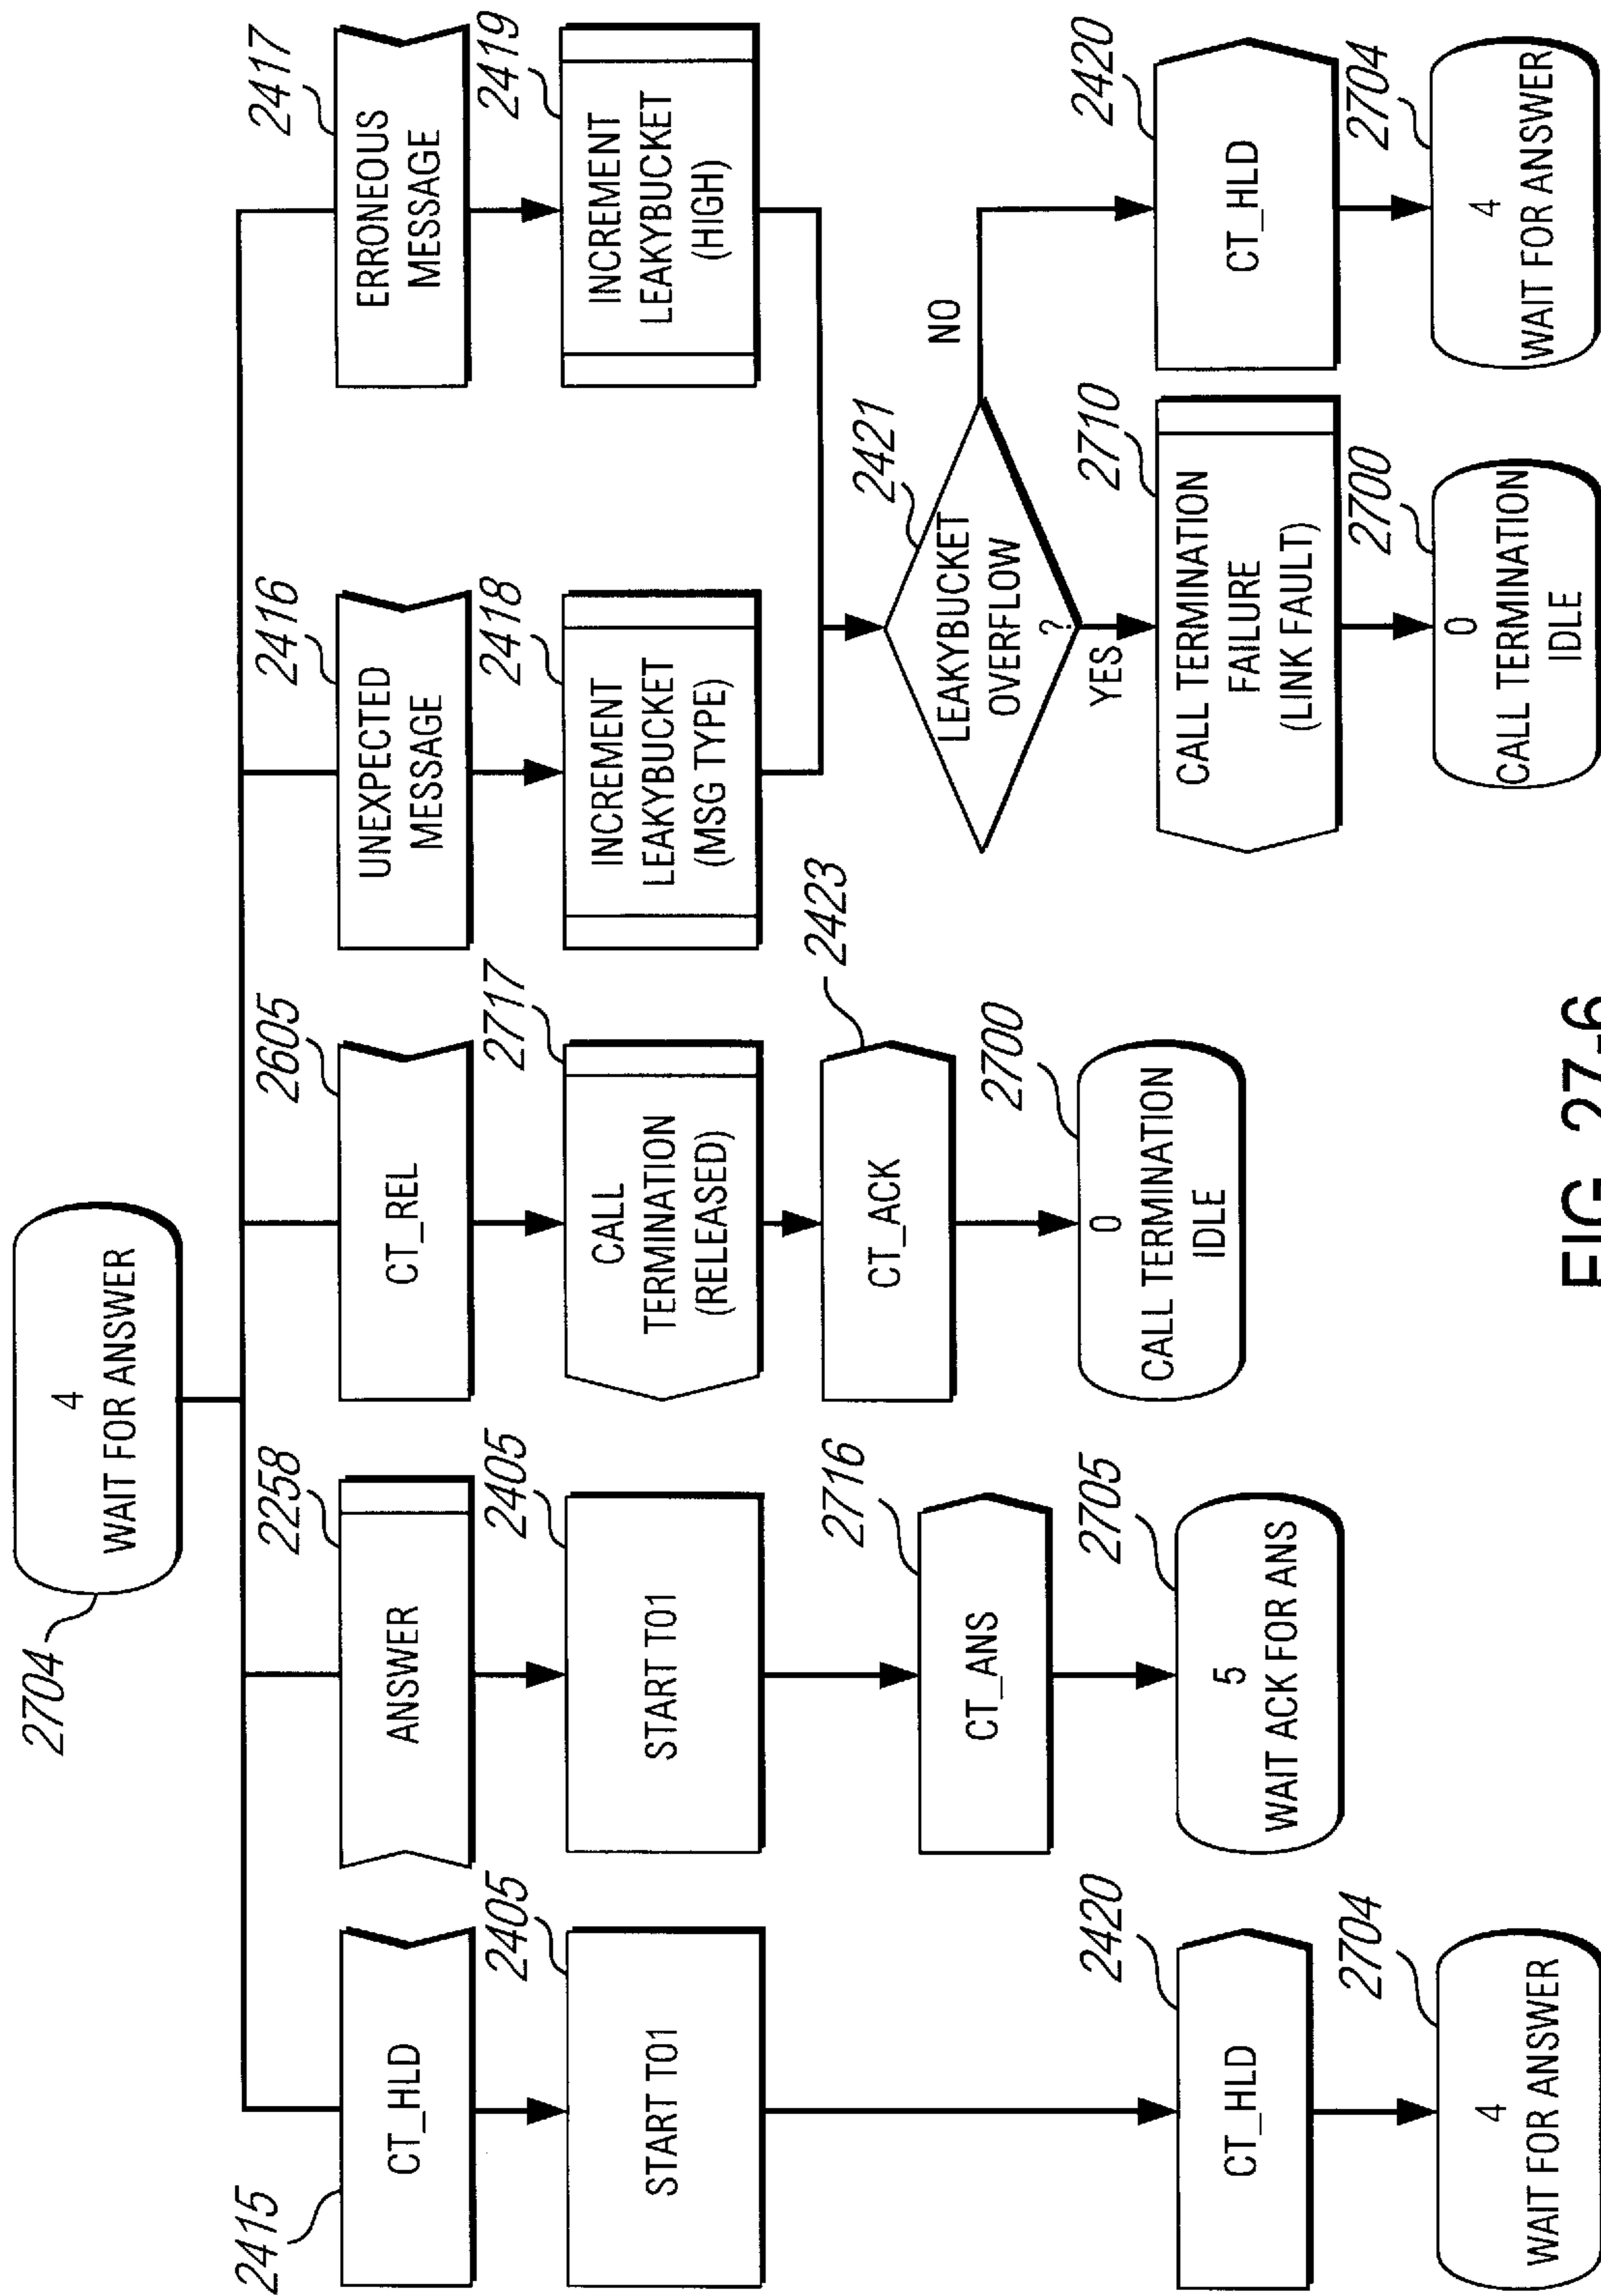 2704
4
WAIT FOR ANSWER
2415
CT_HLD
2405
START T01
2420
CT_HLD
2704
4
WAIT FOR ANSWER
2258
ANSWER
2405
START T01
2716
CT_ANS
2705
5
WAIT ACK FOR ANS
2605
CT_REL
2717
CALL
TERMINATION
(RELEASED)
2423
CT_ACK
2700
0
CALL TERMINATION
IDLE
2416
UNEXPECTED
MESSAGE
2418
INCREMENT
LEAKYBUCKET
(MSG TYPE)
2417
ERRONEOUS
MESSAGE
2419
INCREMENT
LEAKYBUCKET
(HIGH)
2421
LEAKYBUCKET
OVERFLOW
?
YES
NO
2710
CALL TERMINATION
FAILURE
(LINK FAULT)
2700
0
CALL TERMINATION
IDLE
2420
CT_HLD
2704
4
WAIT FOR ANSWER
FIG. 27-6